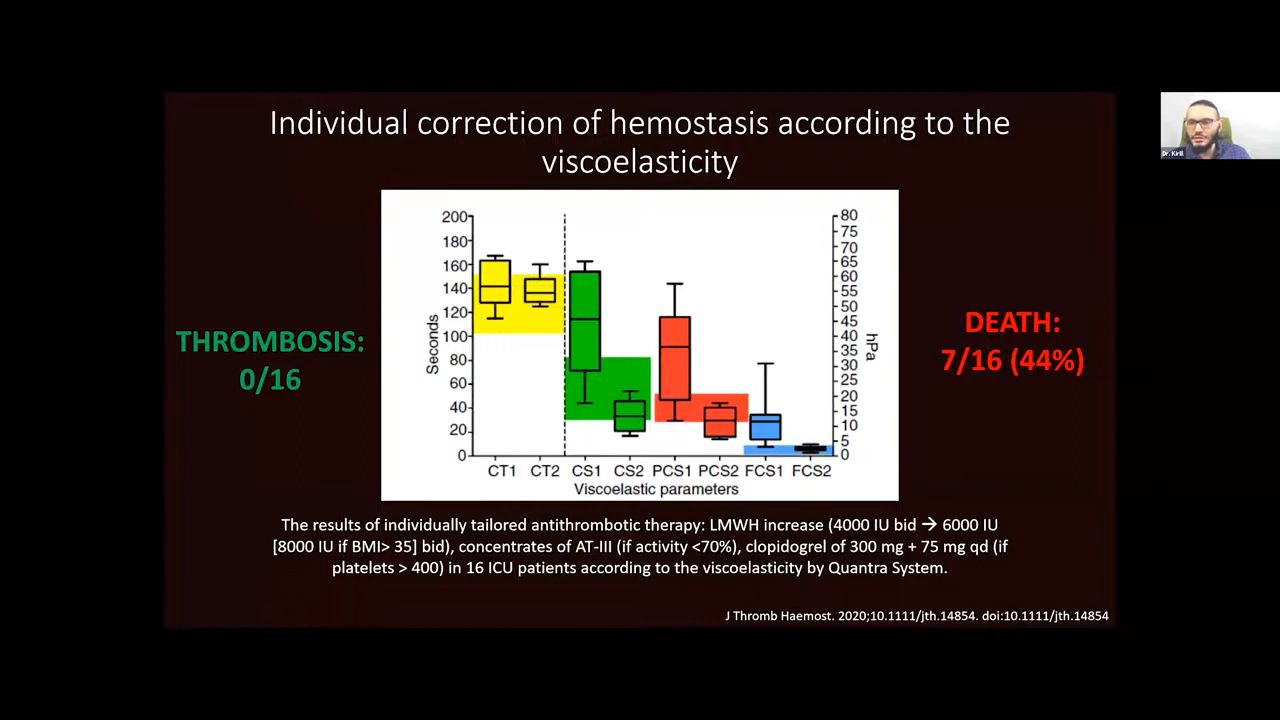 Individual correction of hemostasis according to the
viscoelasticity
THROMBOSIS:
0/16
Seconds
200
180
160
140
120
100
80
60
40
20
0
80
75
70
65
60
55
50
45
40
35
30
25
20
15
10
5
0
hPa
CT1 CT2 CS1 CS2 PCS1 PCS2 FCS1 FCS2
Viscoelastic parameters
DEATH:
7/16 (44%)
The results of individually tailored antithrombotic therapy: LMWH increase (4000 IU bid → 6000 IU
[8000 IU if BMI> 35] bid), concentrates of AT-III (if activity <70%), clopidogrel of 300 mg + 75 mg qd (if
platelets > 400) in 16 ICU patients according to the viscoelasticity by Quantra System.
J Thromb Haemost. 2020;10.1111/jth.14854. doi:10.1111/jth.14854
Dr. Kirill